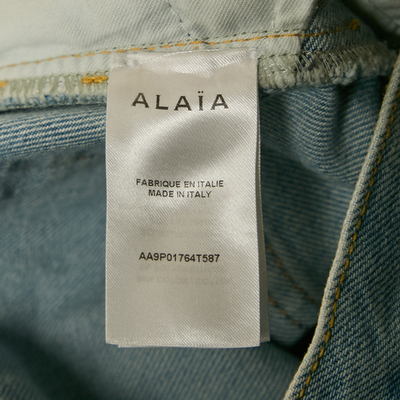 ALAÏA
FABRIQUE EN ITALIE
MADE IN ITALY
AA9P01764T587